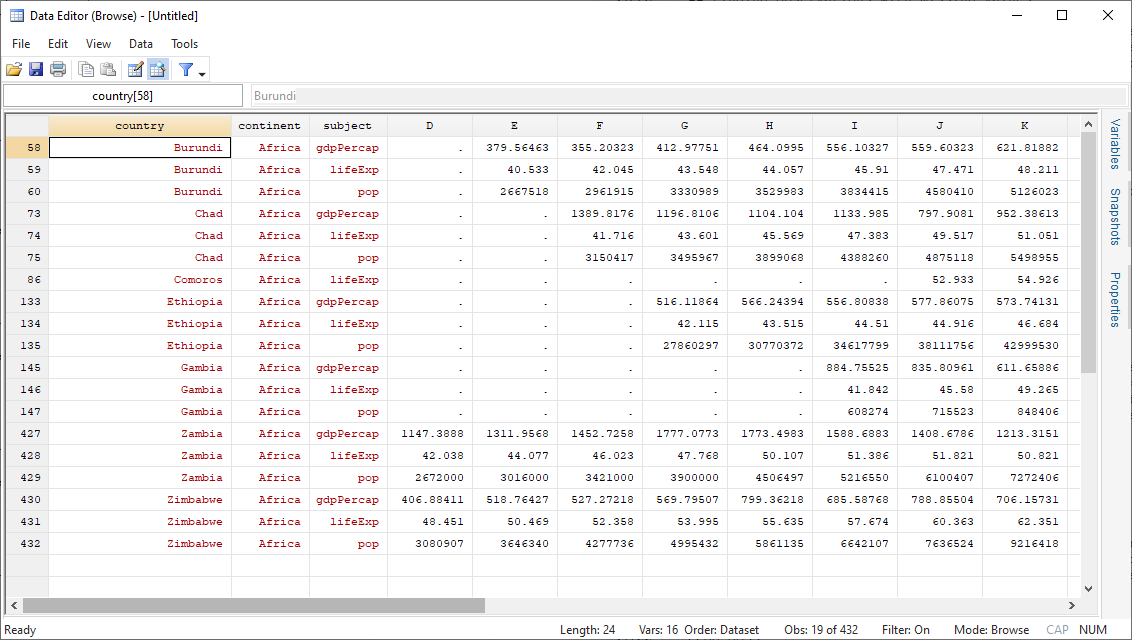 Data Editor (Browse) - [Untitled]
File Edit View Data Tools
country[58] Burundi
country continent subject D E F G H I J K
58 Burundi Africa gdpPercap . 379.56463 355.20323 412.97751 464.0995 556.10327 559.60323 621.81882
59 Burundi Africa lifeExp . 40.533 42.045 43.548 44.057 45.91 47.471 48.211
60 Burundi Africa pop . 2667518 2961915 3330989 3529983 3834415 4580410 5126023
73 Chad Africa gdpPercap . . 1389.8176 1196.8106 1104.104 1133.985 797.9081 952.38613
74 Chad Africa lifeExp . . 41.716 43.601 45.569 47.383 49.517 51.051
75 Chad Africa pop . . 3150417 3495967 3899068 4388260 4875118 5498955
86 Comoros Africa lifeExp . . . . . . 52.933 54.926
133 Ethiopia Africa gdpPercap . . . 516.11864 566.24394 556.80838 577.86075 573.74131
134 Ethiopia Africa lifeExp . . . 42.115 43.515 44.51 44.916 46.684
135 Ethiopia Africa pop . . . 27860297 30770372 34617799 38111756 42999530
145 Gambia Africa gdpPercap . . . . . 884.75525 835.80961 611.65886
146 Gambia Africa lifeExp . . . . . 41.842 45.58 49.265
147 Gambia Africa pop . . . . . 608274 715523 848406
427 Zambia Africa gdpPercap 1147.3888 1311.9568 1452.7258 1777.0773 1773.4983 1588.6883 1408.6786 1213.3151
428 Zambia Africa lifeExp 42.038 44.077 46.023 47.768 50.107 51.386 51.821 50.821
429 Zambia Africa pop 2672000 3016000 3421000 3900000 4506497 5216550 6100407 7272406
430 Zimbabwe Africa gdpPercap 406.88411 518.76427 527.27218 569.79507 799.36218 685.58768 788.85504 706.15731
431 Zimbabwe Africa lifeExp 48.451 50.469 52.358 53.995 55.635 57.674 60.363 62.351
432 Zimbabwe Africa pop 3080907 3646340 4277736 4995432 5861135 6642107 7636524 9216418
Variables
Snapshots
Properties
Ready Length: 24 Vars: 16 Order: Dataset Obs: 19 of 432 Filter: On Mode: Browse CAP NUM